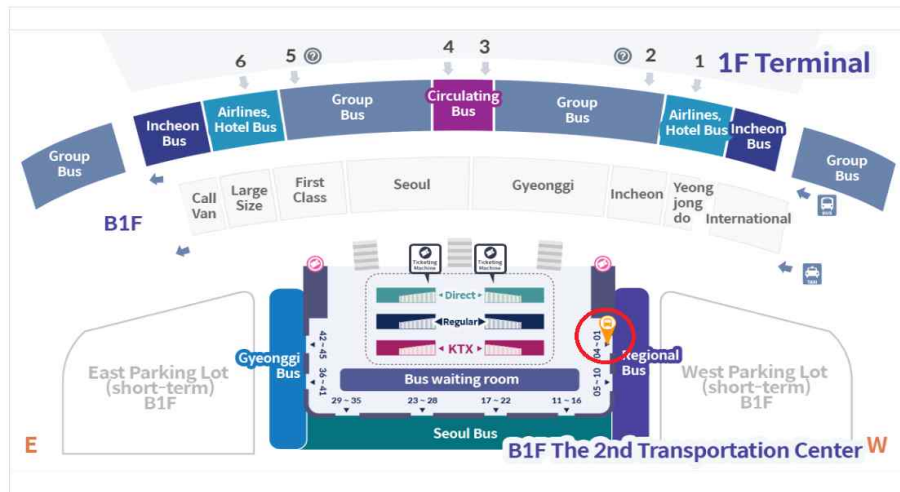 1F Terminal
6
5
4
3
2
1
Group
Bus
Incheon
Bus
Airlines,
Hotel Bus
Group
Bus
Circulating
Bus
Group
Bus
Airlines,
Hotel Bus
Incheon
Bus
Group
Bus
B1F
Call
Van
Large
Size
First
Class
Seoul
Gyeonggi
Incheon
Yeong
jong
do
International
BUS
TAXI
Ticketing
Machine
Ticketing
Machine
Direct
Regular
KTX
Bus waiting room
Gyeonggi
Bus
42 ~ 45
36 ~ 41
29 ~ 35
23 ~ 28
17 ~ 22
11 ~ 16
05 ~ 10
04 ~ 01
Regional
Bus
Seoul Bus
East Parking Lot
(short-term)
B1F
West Parking Lot
(short-term)
B1F
E
B1F The 2nd Transportation Center
W